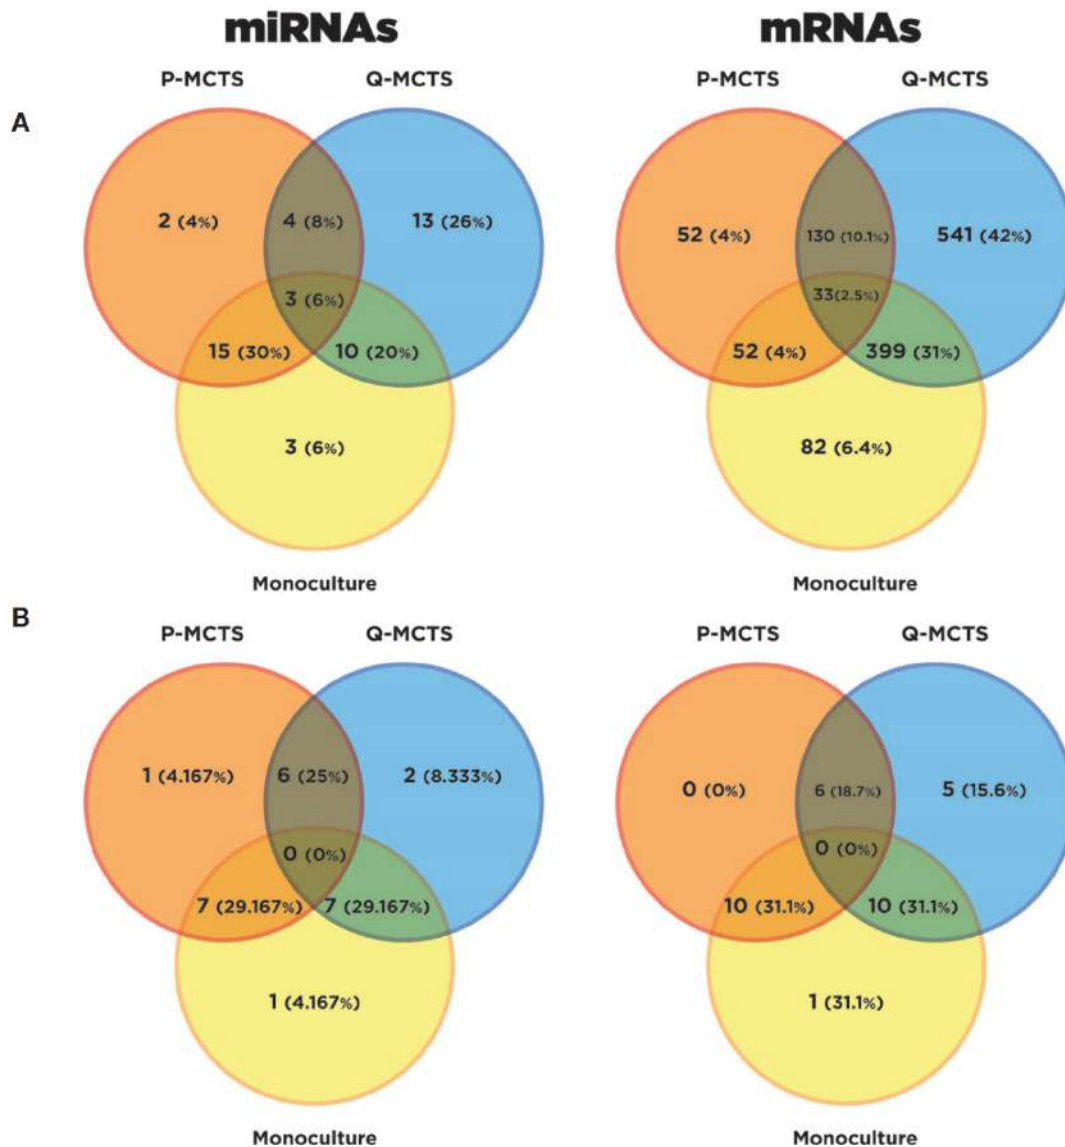 miRNAs mRNAs
P-MCTS Q-MCTS P-MCTS Q-MCTS
A
2 (4%) 4 (8%) 13 (26%) 52 (4%) 130 (10.1%) 541 (42%)
3 (6%) 33(2.5%)
15 (30%) 10 (20%) 52 (4%) 399 (31%)
3 (6%) 82 (6.4%)
Monoculture Monoculture
B
P-MCTS Q-MCTS P-MCTS Q-MCTS
1 (4.167%) 6 (25%) 2 (8.333%) 0 (0%) 6 (18.7%) 5 (15.6%)
0 (0%) 0 (0%)
7 (29.167%) 7 (29.167%) 10 (31.1%) 10 (31.1%)
1 (4.167%) 1 (31.1%)
Monoculture Monoculture